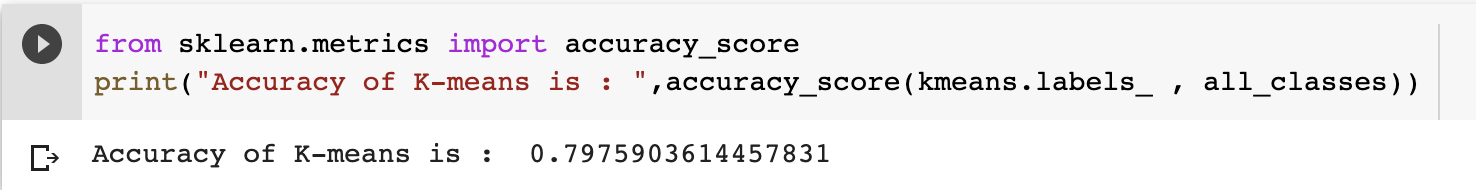 from sklearn.metrics import accuracy_score
print("Accuracy of K-means is : ",accuracy_score(kmeans.labels_ , all_classes))
Accuracy of K-means is :  0.7975903614457831